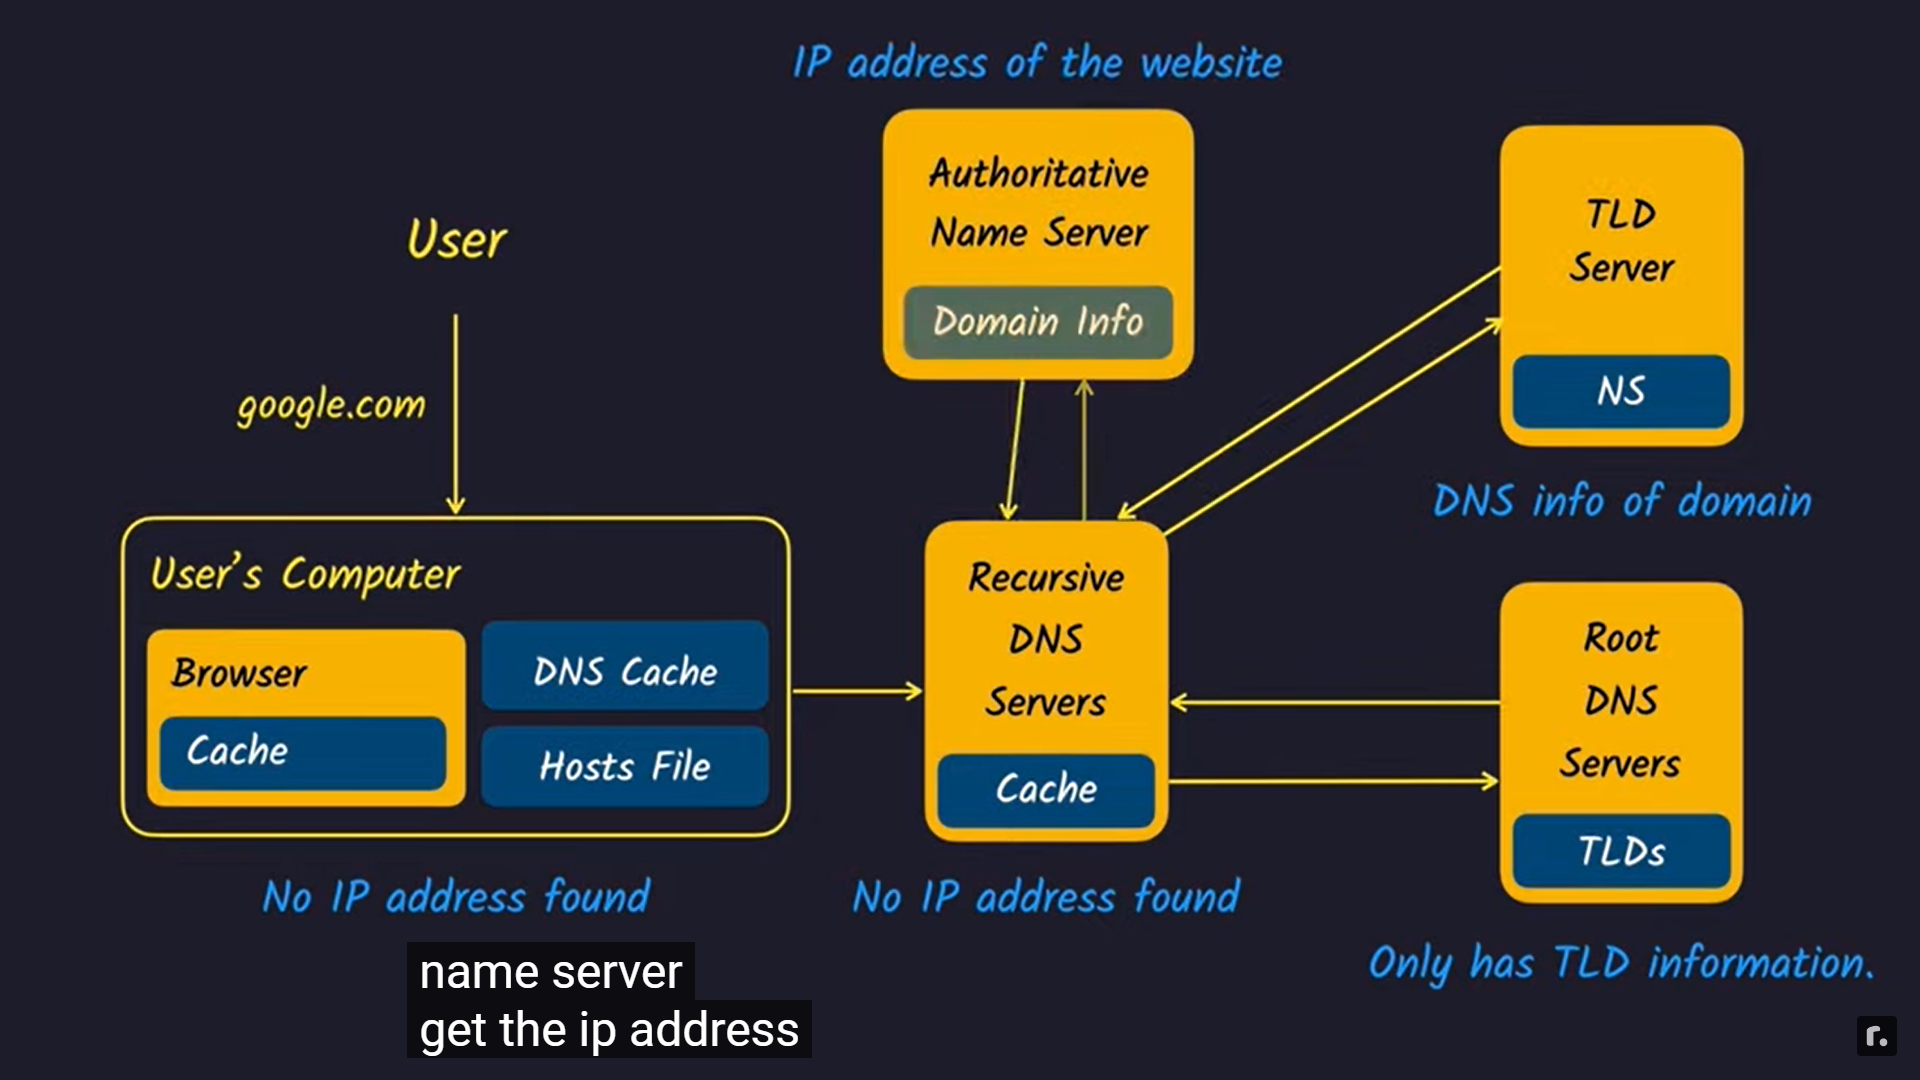 IP address of the website
Authoritative
Name Server
Domain Info
TLD
Server
NS
DNS info of domain
User
google.com
User's Computer
Browser
Cache
DNS Cache
Hosts File
No IP address found
Recursive
DNS
Servers
Cache
No IP address found
Root
DNS
Servers
TLDs
Only has TLD information.
name server
get the ip address
r.